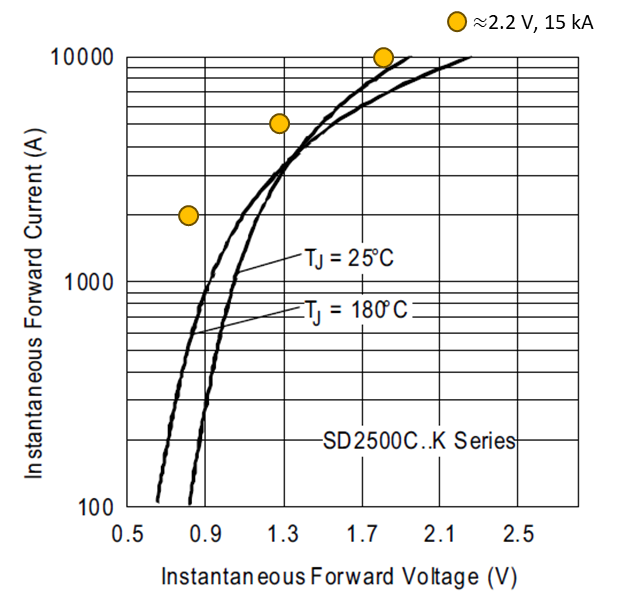 ≈2.2 V, 15 kA
10000
1000
100
Instantaneous Forward Current (A)
TJ = 25°C
TJ = 180°C
SD2500C..K Series
0.5 0.9 1.3 1.7 2.1 2.5
Instantaneous Forward Voltage (V)